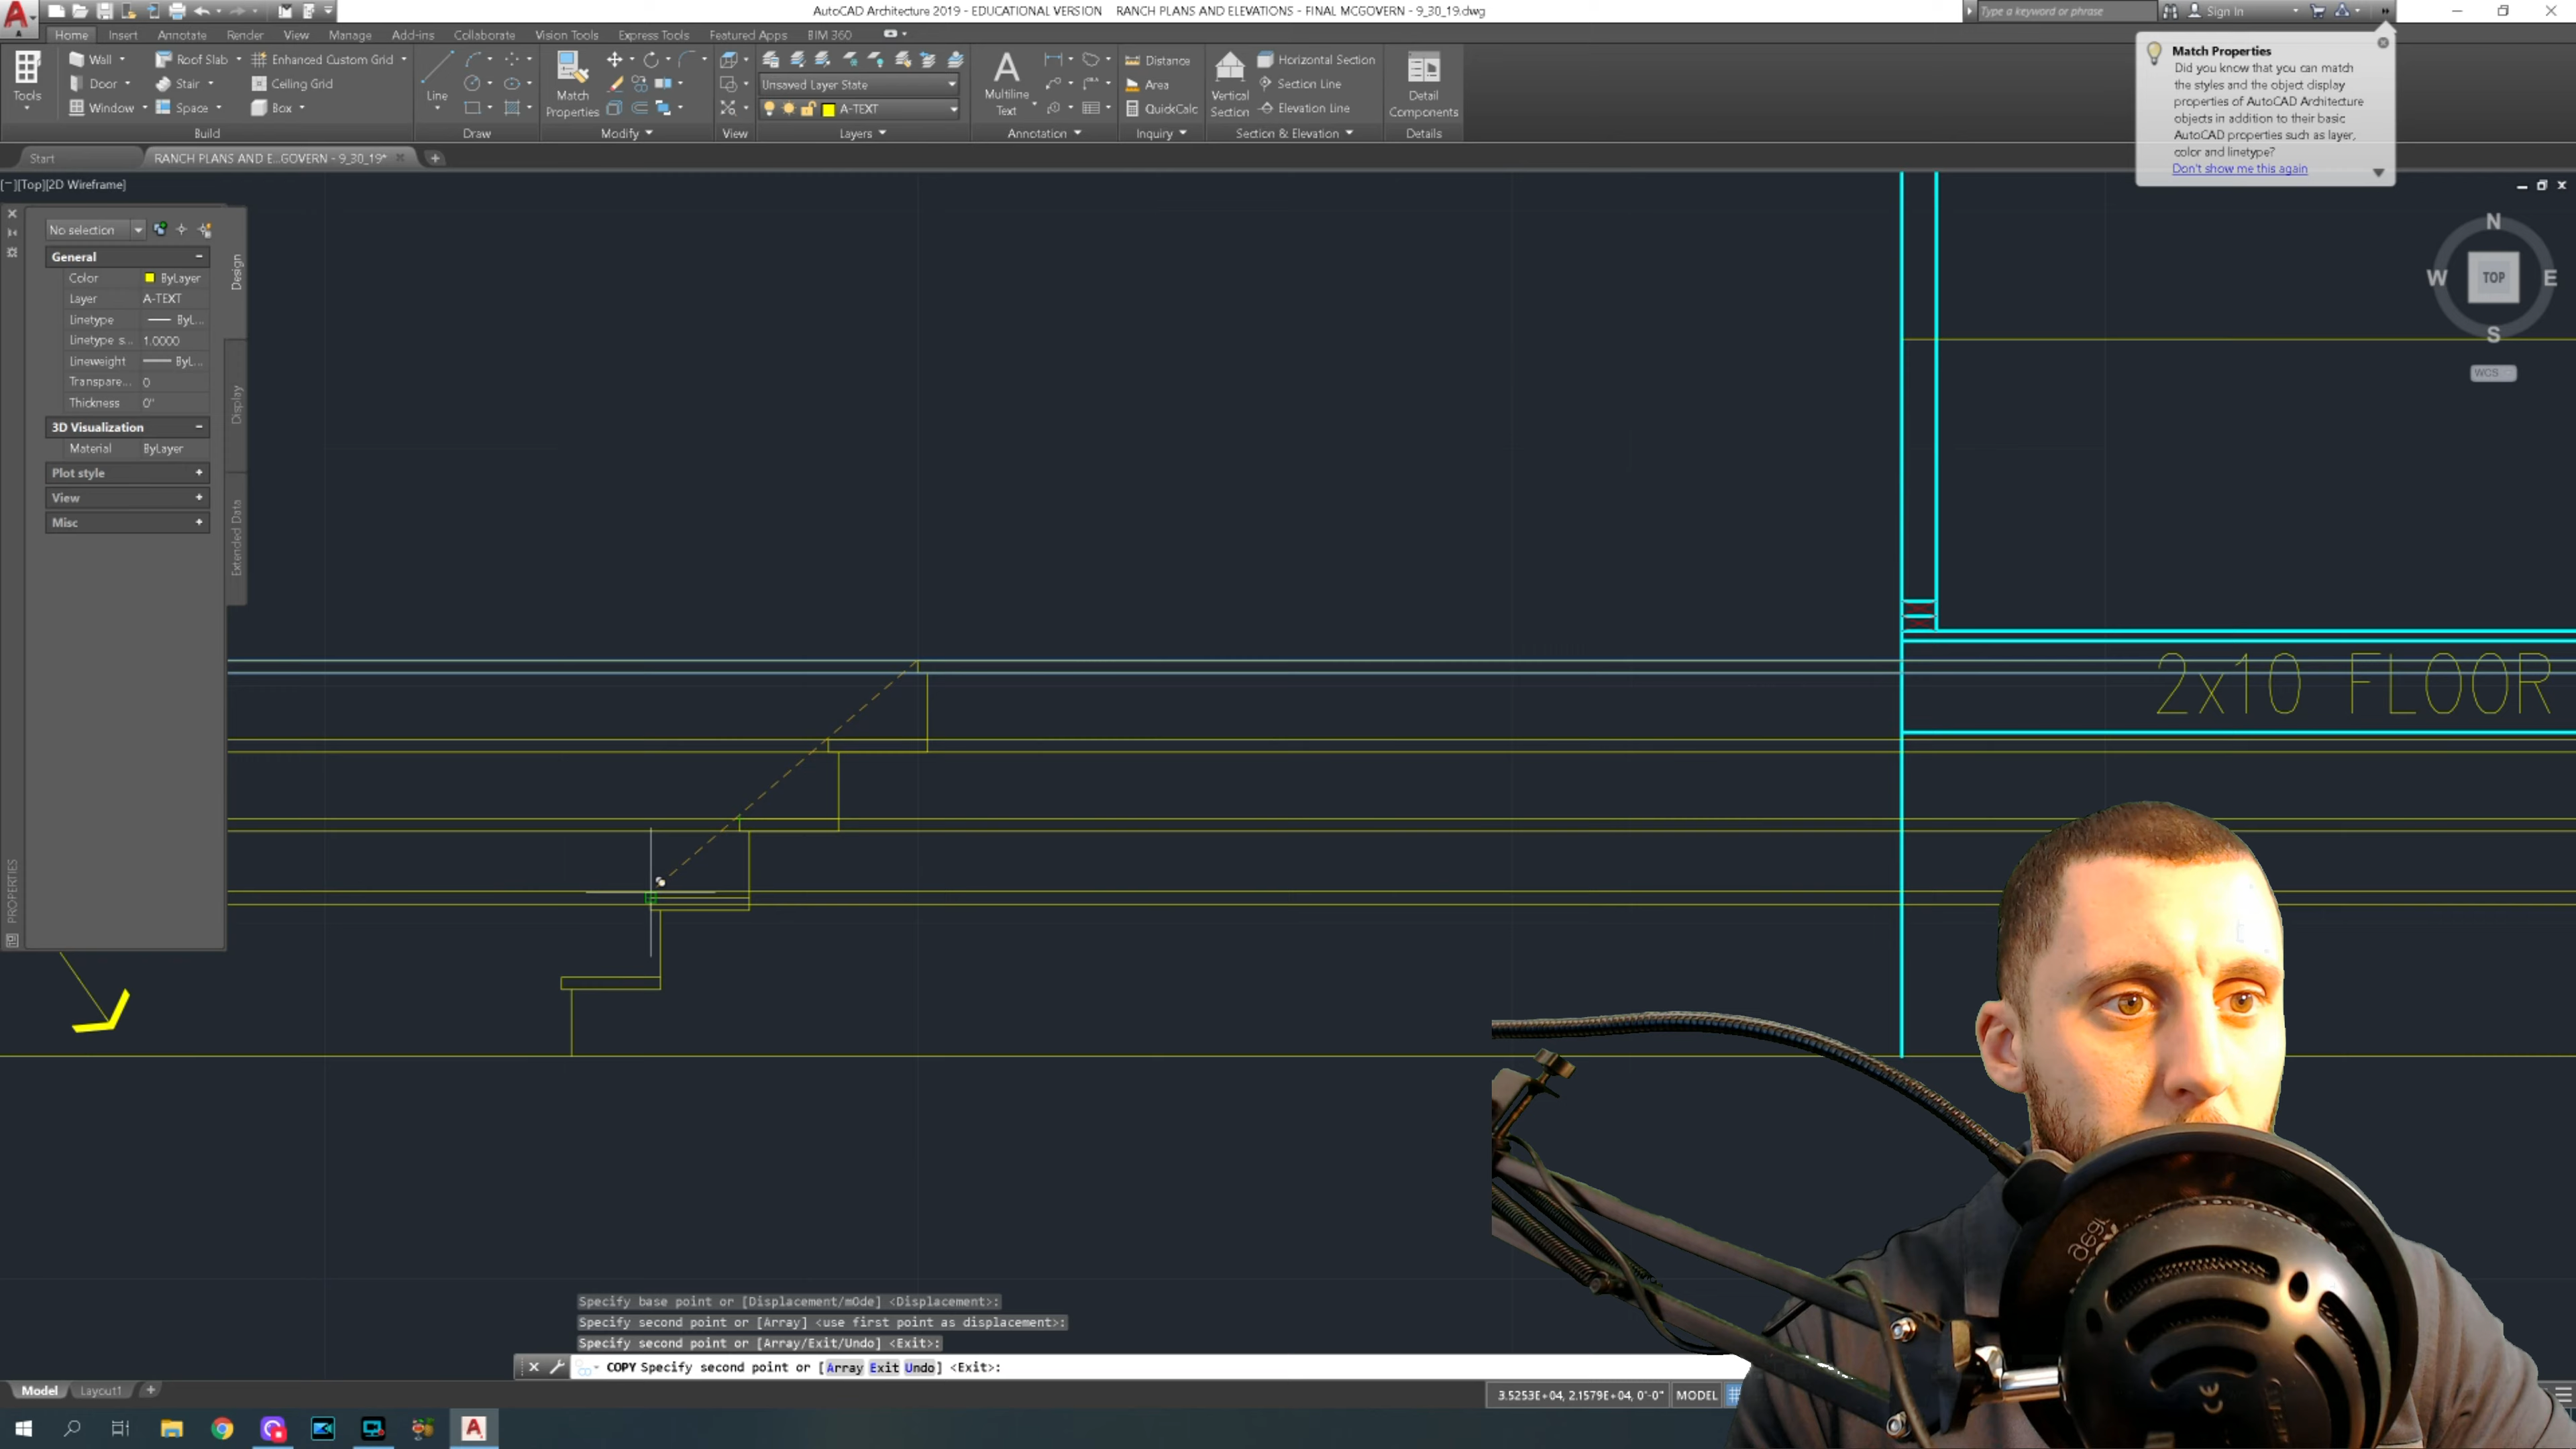 AutoCAD Architecture 2019 - EDUCATIONAL VERSION RANCH PLANS AND ELEVATIONS - FINAL MCGOVERN - 9_30_19.dwg
Type a keyword or phrase
Sign In
Home Insert Annotate Render View Manage Add-ins Collaborate Vision Tools Express Tools Featured Apps BIM 360
Tools
Wall
Door
Window
Roof Slab
Stair
Space
Enhanced Custom Grid
Ceiling Grid
Box
Build
Line
Draw
Match
Properties
Modify
View
Unsaved Layer State
A-TEXT
Layers
A
Multiline
Text
Annotation
Distance
Area
QuickCalc
Inquiry
Vertical
Section
Horizontal Section
Section Line
Elevation Line
Section & Elevation
Detail
Components
Details
Match Properties
Did you know that you can match
the styles and the object display
properties of AutoCAD Architecture
objects in addition to their basic
AutoCAD properties such as layer,
color and linetype?
Don't show me this again
Start
RANCH PLANS AND E...GOVERN - 9_30_19*
[−][Top][2D Wireframe]
No selection
General
Color ByLayer
Layer A-TEXT
Linetype ByL...
Linetype s... 1.0000
Lineweight ByL...
Transpare... 0
Thickness 0"
3D Visualization
Material ByLayer
Plot style
View
Misc
Design
Display
Extended Data
PROPERTIES
N
W TOP E
S
WCS
2x10 FLOOR
Specify base point or [Displacement/mOde] <Displacement>:
Specify second point or [Array] <use first point as displacement>:
Specify second point or [Array/Exit/Undo] <Exit>:
COPY Specify second point or [Array Exit Undo] <Exit>:
Model Layout1
3.5253E+04, 2.1579E+04, 0'-0" MODEL